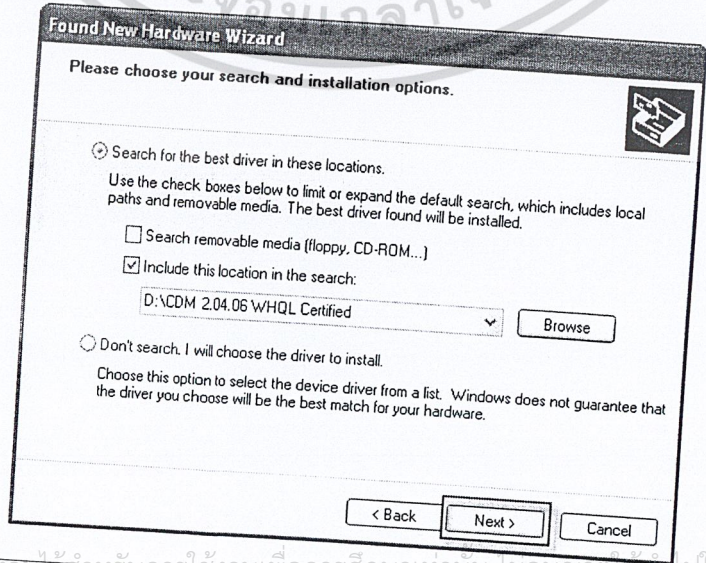 Found New Hardware Wizard
Please choose your search and installation options.
Search for the best driver in these locations.
Use the check boxes below to limit or expand the default search, which includes local
paths and removable media. The best driver found will be installed.
Search removable media (floppy, CD-ROM...)
Include this location in the search:
D:\CDM 2.04.06 WHQL Certified
Browse
Don't search. I will choose the driver to install.
Choose this option to select the device driver from a list. Windows does not guarantee that
the driver you choose will be the best match for your hardware.
< Back
Next >
Cancel